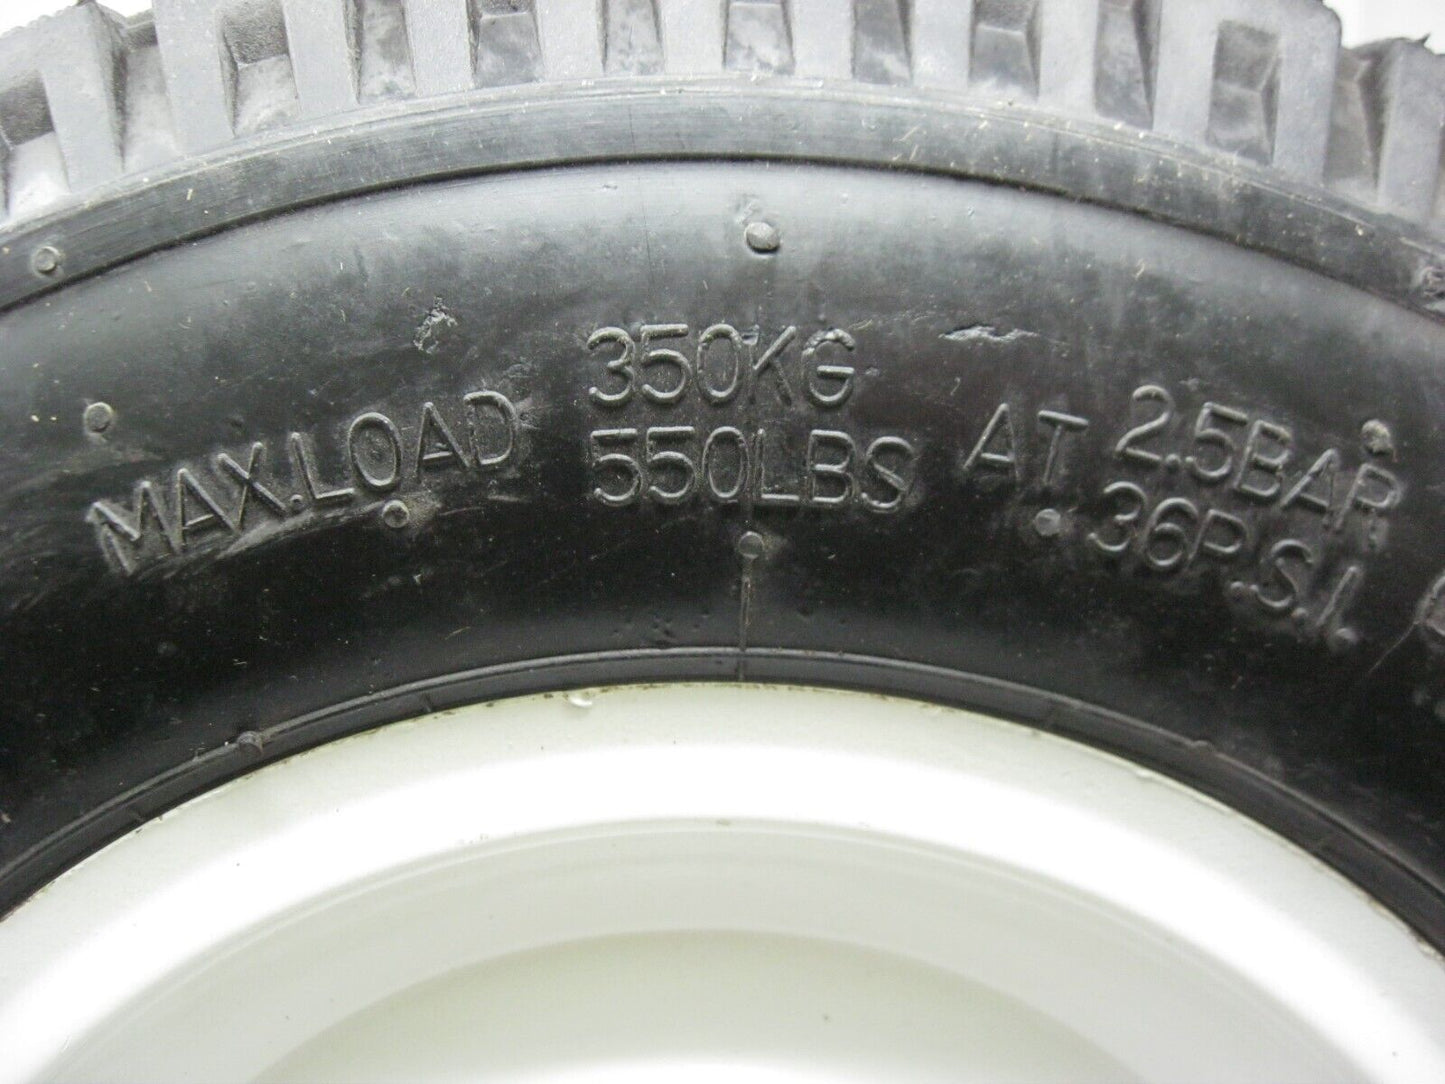 MAX.LOAD 350KG AT 2.5BAR
550LBS 36P.S.I.